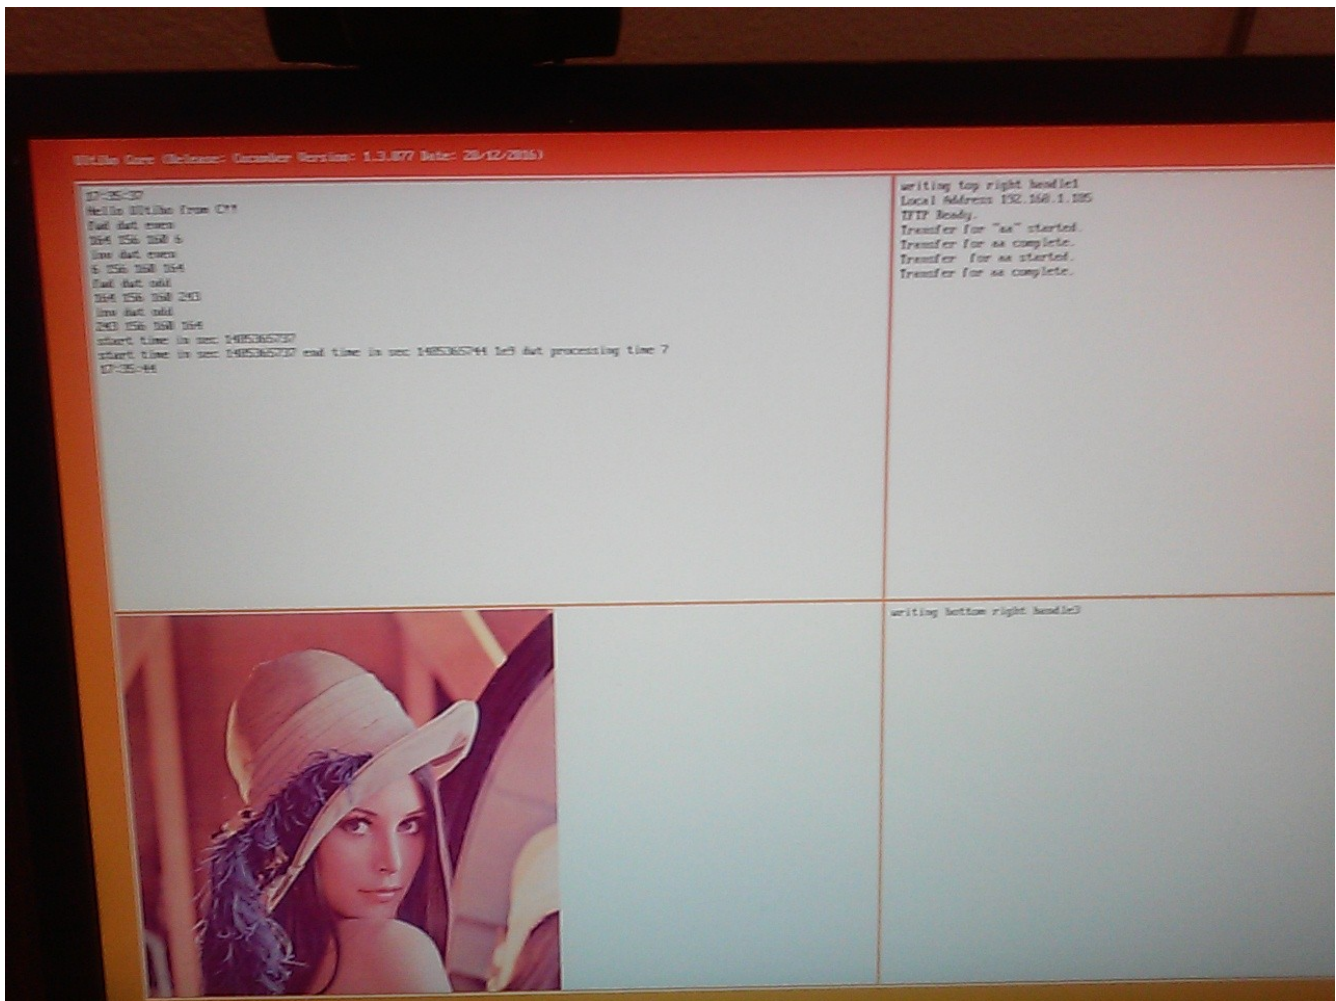 Ultibo Core (Release: Cucumber Version: 1.3.077 Date: 20/12/2016)
17:35:37
Hello Ultibo from C!!
fwd dwt even
164 156 160 6
inv dwt even
6 156 160 164
fwd dwt odd
164 156 160 243
inv dwt odd
243 156 160 164
start time in sec 1485365737
start time in sec 1485365737 end time in sec 1485365744 1e9 dwt processing time 7
17:35:44
writing top right handle1
Local Address 192.168.1.185
TFTP Ready.
Transfer for "aa" started.
Transfer for aa complete.
Transfer for aa started.
Transfer for aa complete.
writing bottom right handle3